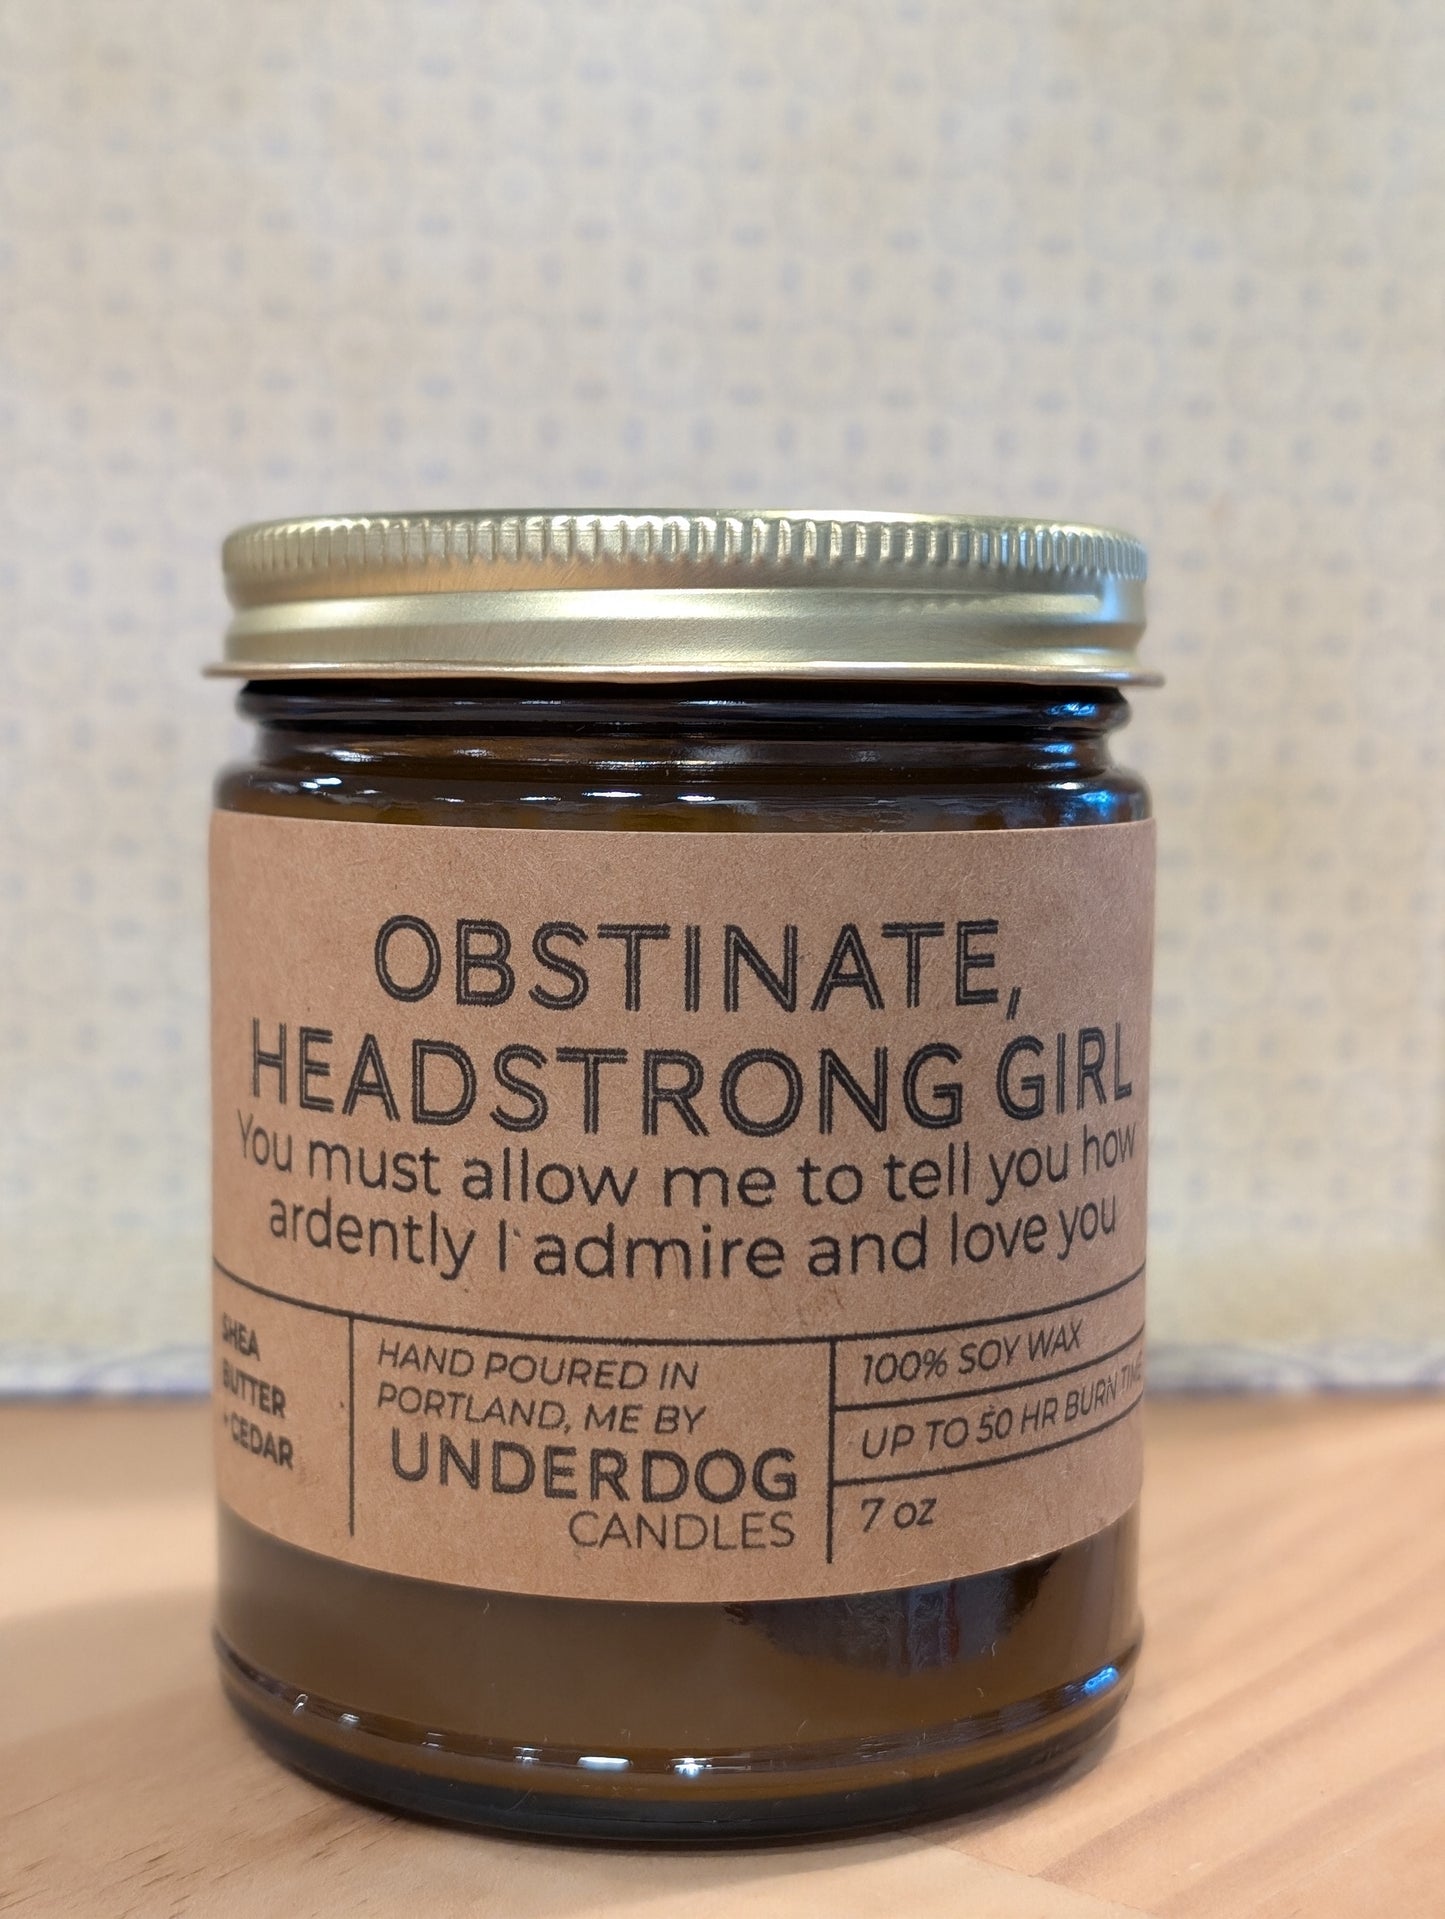 OBSTINATE,
HEADSTRONG GIRL
You must allow me to tell you how
ardently I admire and love you
SHEA
BUTTER
+ CEDAR
HAND POURED IN
PORTLAND, ME BY
UNDERDOG
CANDLES
100% SOY WAX
UP TO 50 HR BURN TIME
7 oz